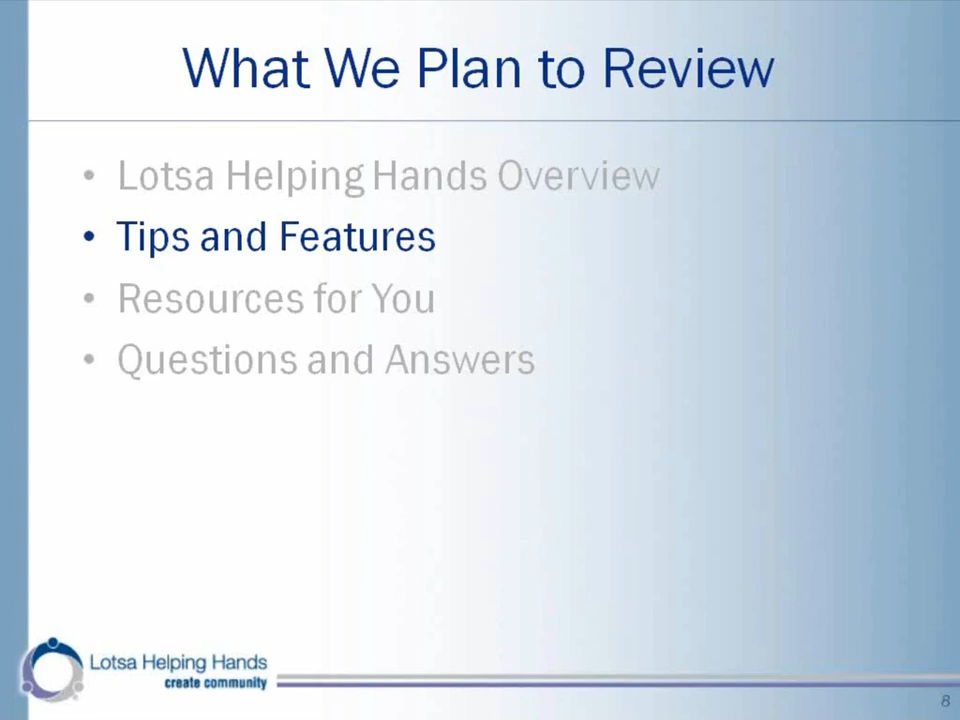 What We Plan to Review
• Lotsa Helping Hands Overview
• Tips and Features
• Resources for You
• Questions and Answers
Lotsa Helping Hands
create community
8